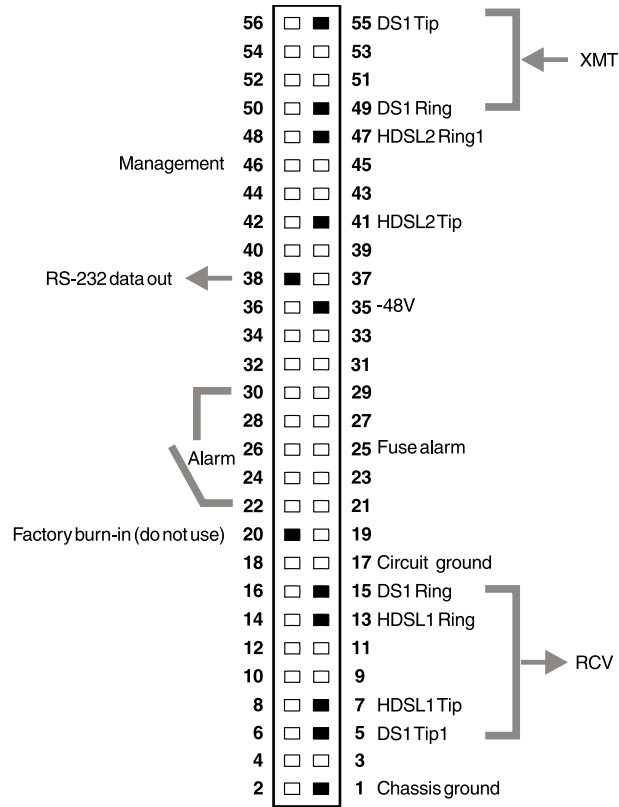 56 55 DS1 Tip
54 53
XMT
52 51
50 49 DS1 Ring
48 47 HDSL2 Ring1
Management 46 45
44 43
42 41 HDSL2 Tip
40 39
RS-232 data out 38 37
36 35 -48V
34 33
32 31
30 29
28 27
Alarm 26 25 Fuse alarm
24 23
22 21
Factory burn-in (do not use) 20 19
18 17 Circuit ground
16 15 DS1 Ring
14 13 HDSL1 Ring
12 11
RCV
10 9
8 7 HDSL1 Tip
6 5 DS1 Tip1
4 3
2 1 Chassis ground